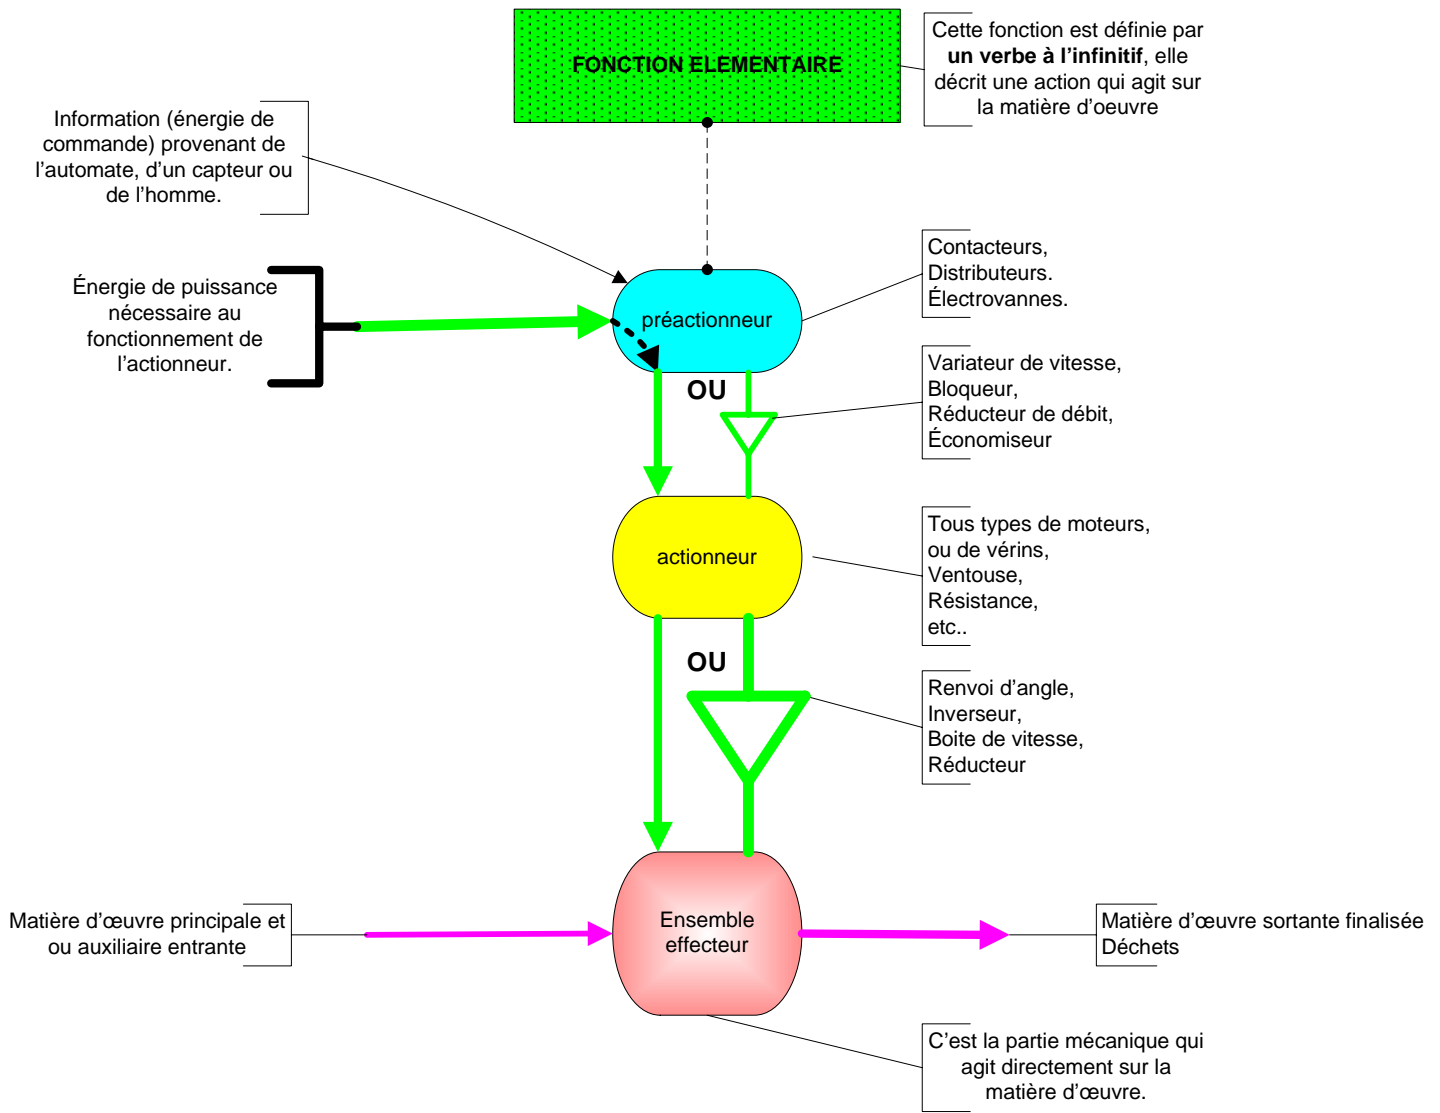 FONCTION ELEMENTAIRE
Cette fonction est définie par
un verbe à l’infinitif, elle
décrit une action qui agit sur
la matière d’oeuvre
Information (énergie de
commande) provenant de
l’automate, d’un capteur ou
de l’homme.
Énergie de puissance
nécessaire au
fonctionnement de
l’actionneur.
préactionneur
Contacteurs,
Distributeurs.
Électrovannes.
OU
Variateur de vitesse,
Bloqueur,
Réducteur de débit,
Économiseur
actionneur
Tous types de moteurs,
ou de vérins,
Ventouse,
Résistance,
etc..
OU
Renvoi d’angle,
Inverseur,
Boite de vitesse,
Réducteur
Matière d’œuvre principale et
ou auxiliaire entrante
Ensemble
effecteur
Matière d’œuvre sortante finalisée
Déchets
C’est la partie mécanique qui
agit directement sur la
matière d’œuvre.